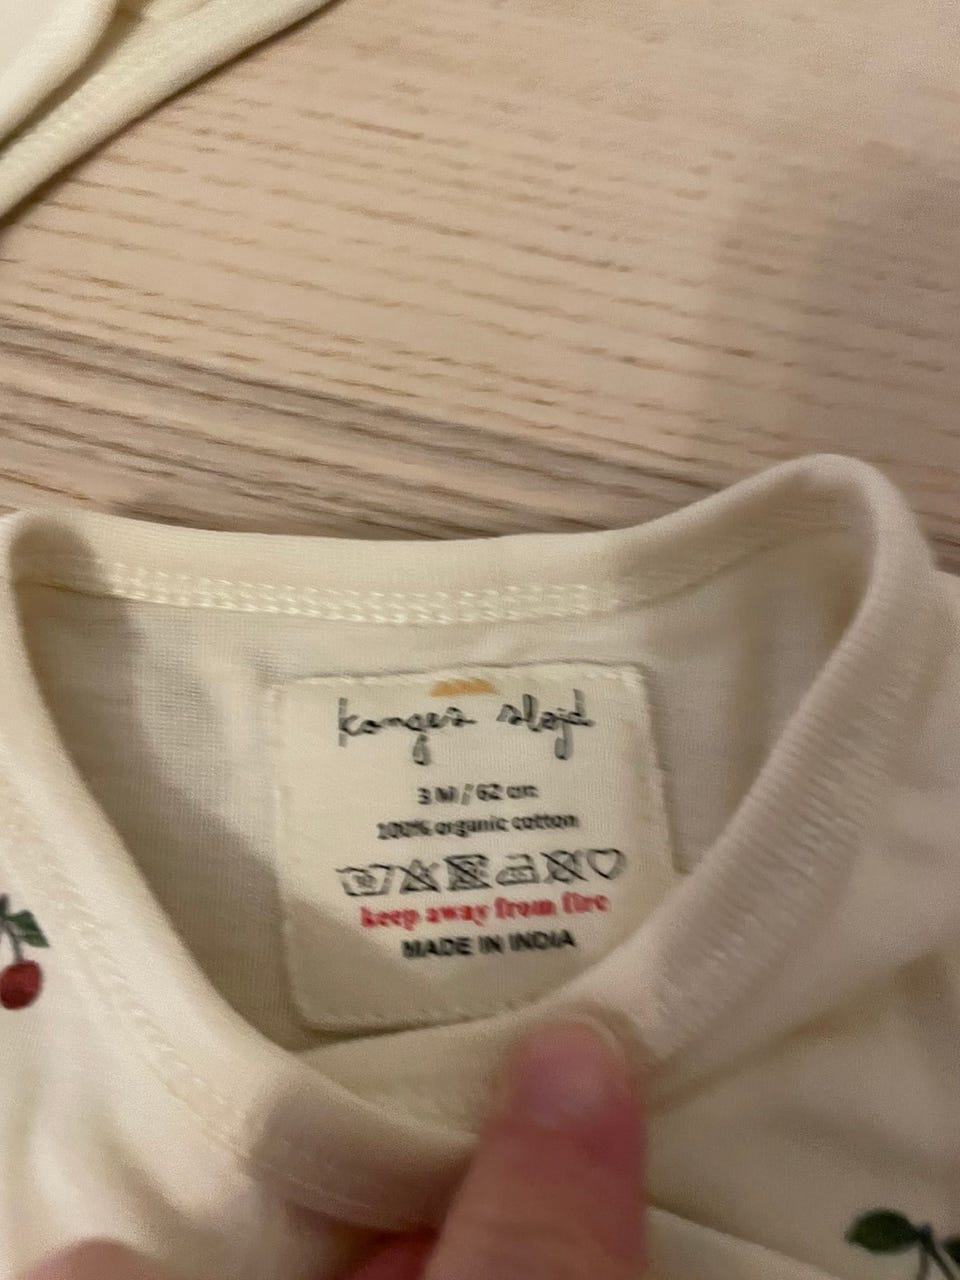 konges sløjd
3 M / 62 cm
100% organic cotton
keep away from fire
MADE IN INDIA